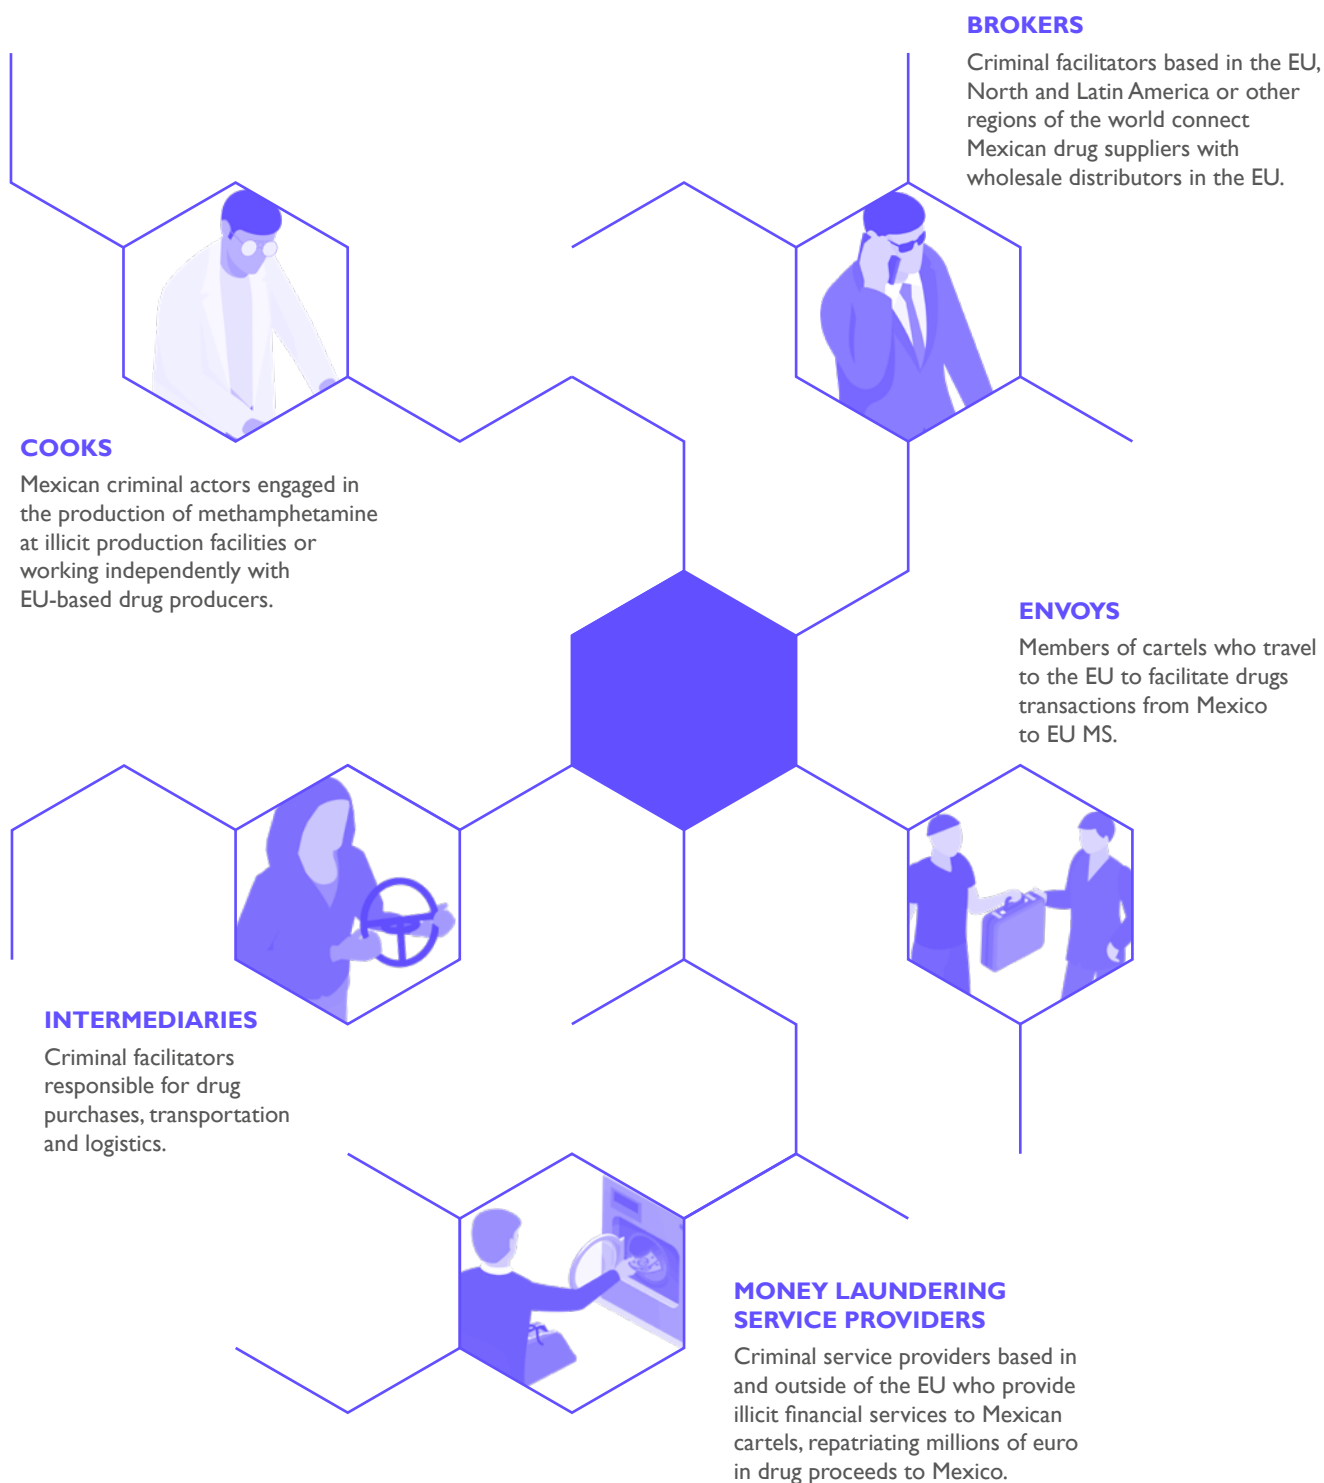 BROKERS
Criminal facilitators based in the EU,
North and Latin America or other
regions of the world connect
Mexican drug suppliers with
wholesale distributors in the EU.
COOKS
Mexican criminal actors engaged in
the production of methamphetamine
at illicit production facilities or
working independently with
EU-based drug producers.
ENVOYS
Members of cartels who travel
to the EU to facilitate drugs
transactions from Mexico
to EU MS.
INTERMEDIARIES
Criminal facilitators
responsible for drug
purchases, transportation
and logistics.
MONEY LAUNDERING
SERVICE PROVIDERS
Criminal service providers based in
and outside of the EU who provide
illicit financial services to Mexican
cartels, repatriating millions of euro
in drug proceeds to Mexico.